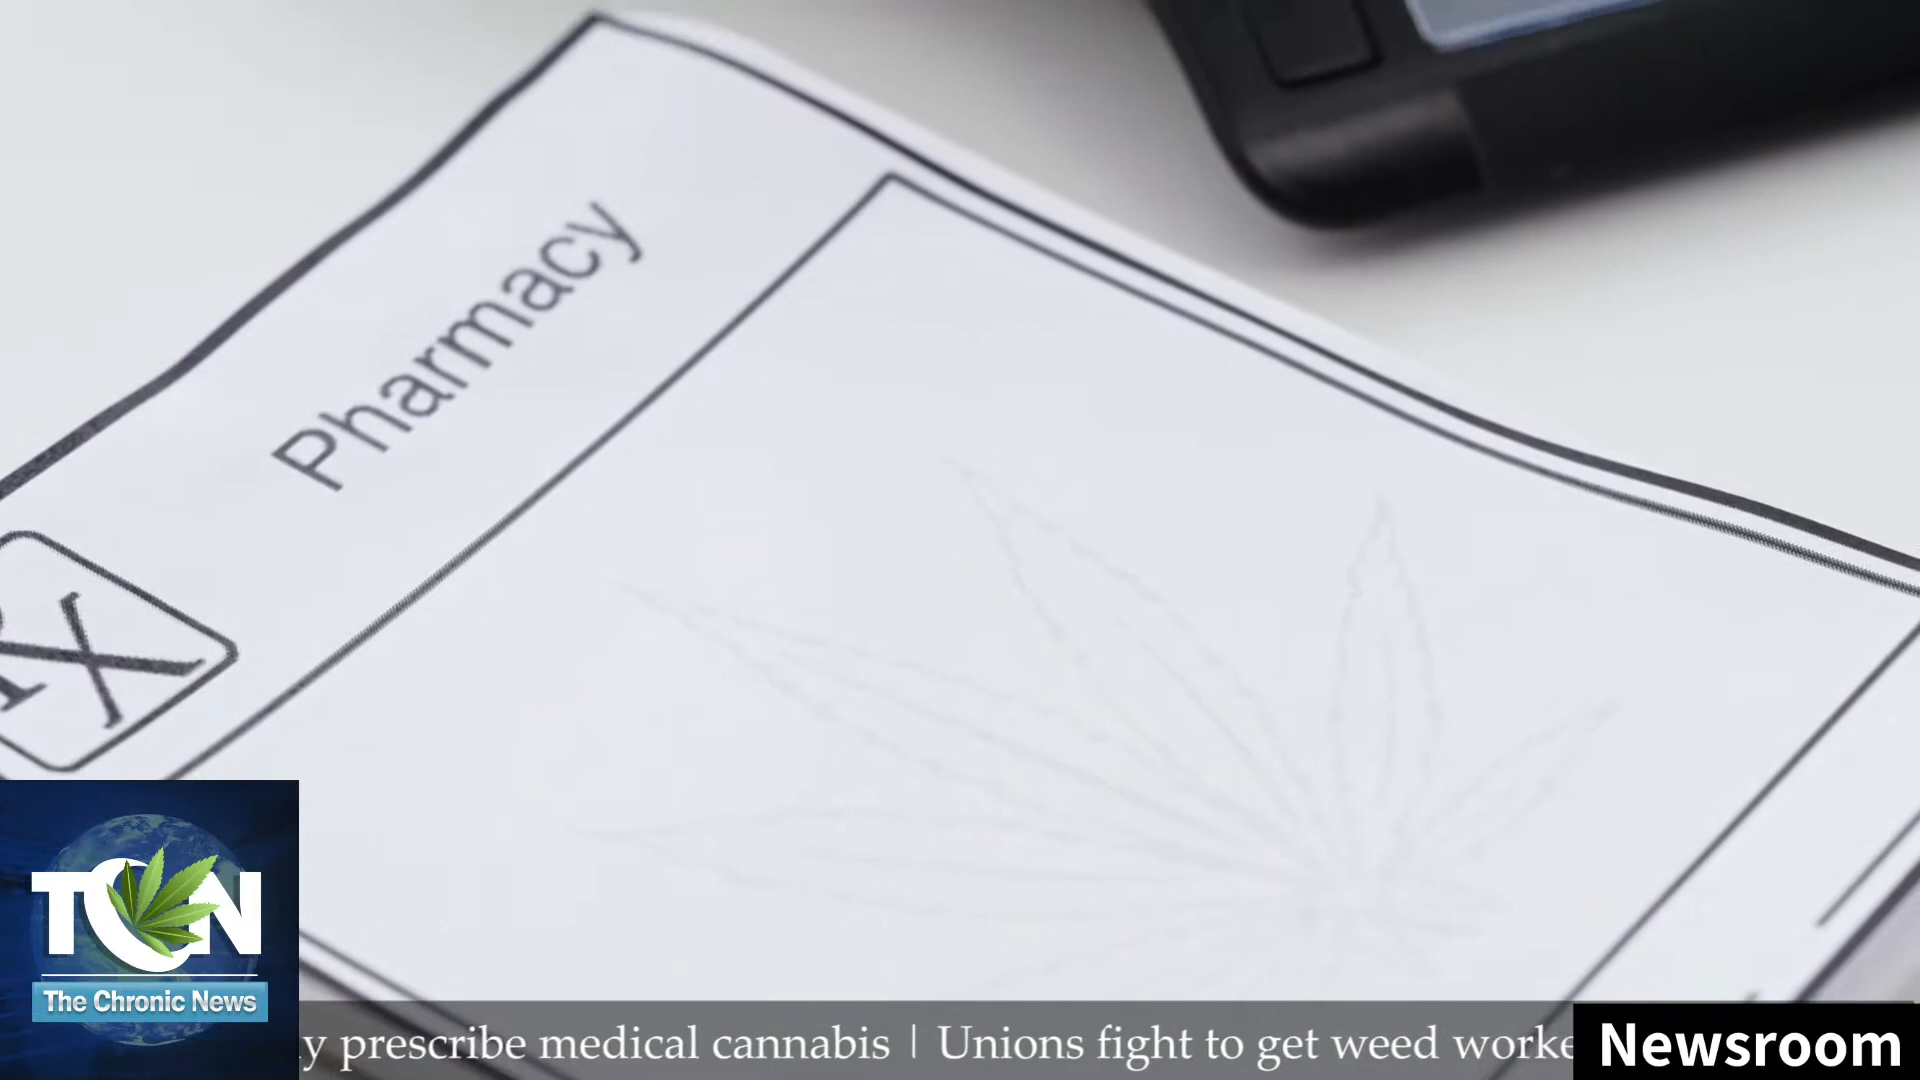 Pharmacy
Rx
TCN
The Chronic News
prescribe medical cannabis | Unions fight to get weed
Newsroom